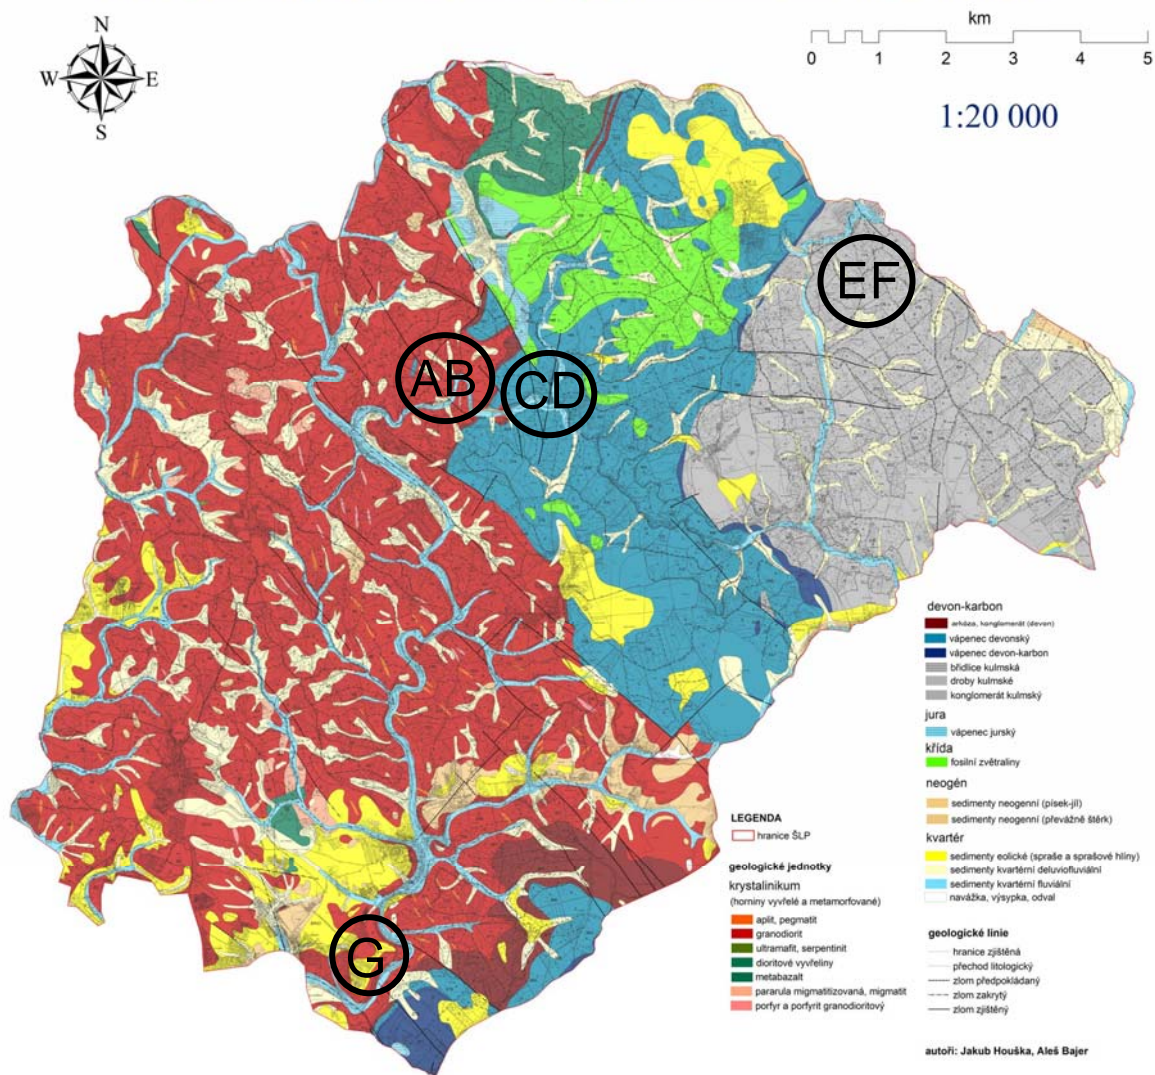 N
W E
S
km
0 1 2 3 4 5
1:20 000
EF
AB
CD
G
LEGENDA
hranice ŠLP
geologické jednotky
krystalinikum
(horniny vyvřelé a metamorfované)
aplit, pegmatit
granodiorit
ultramafit, serpentinit
dioritové vyvřeliny
metabazalt
pararula migmatitizovaná, migmatit
porfyr a porfyrit granodioritový
devon-karbon
arkóza, konglomerát (devon)
vápenec devonský
vápenec devon-karbon
břidlice kulmská
droby kulmské
konglomerát kulmský
jura
vápenec jurský
křída
fosilní zvětraliny
neogén
sedimenty neogenní (písek-jíl)
sedimenty neogenní (převážně štěrk)
kvartér
sedimenty eolické (spraše a sprašové hlíny)
sedimenty kvartérní deluviofluviální
sedimenty kvartérní fluviální
navážka, výsypka, odval
geologické linie
hranice zjištěná
přechod litologický
zlom předpokládaný
zlom zakrytý
zlom zjištěný
autoři: Jakub Houška, Aleš Bajer